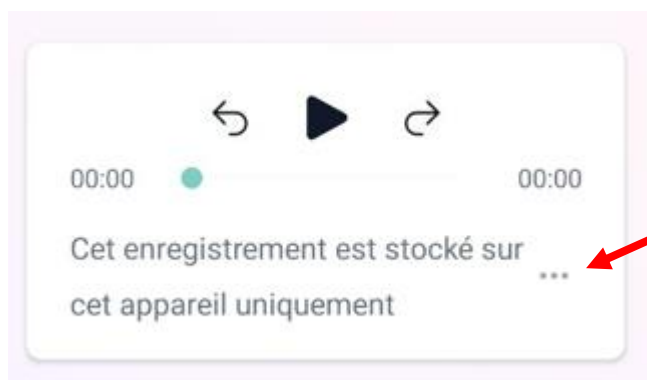 00:00 00:00
Cet enregistrement est stocké sur
cet appareil uniquement